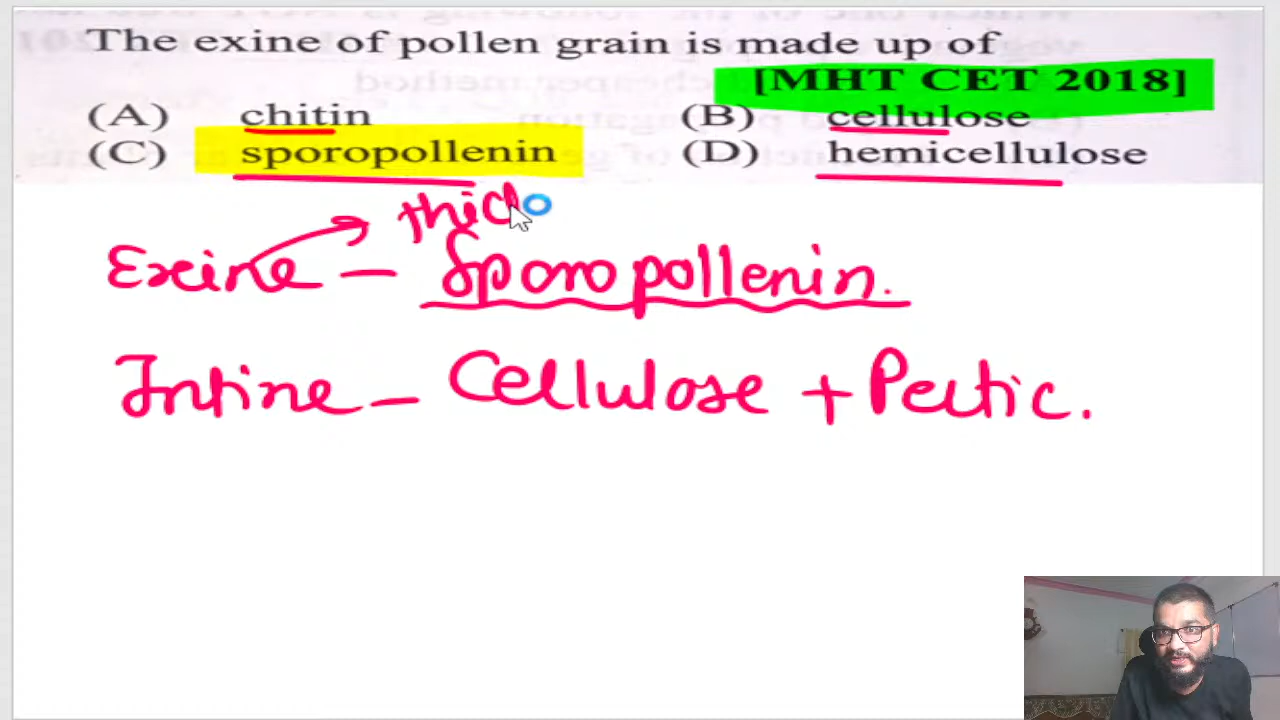 The exine of pollen grain is made up of
[MHT CET 2018]
(A) chitin (B) cellulose
(C) sporopollenin (D) hemicellulose
Exine – Sporopollenin.
Intine – Cellulose + Pectic.